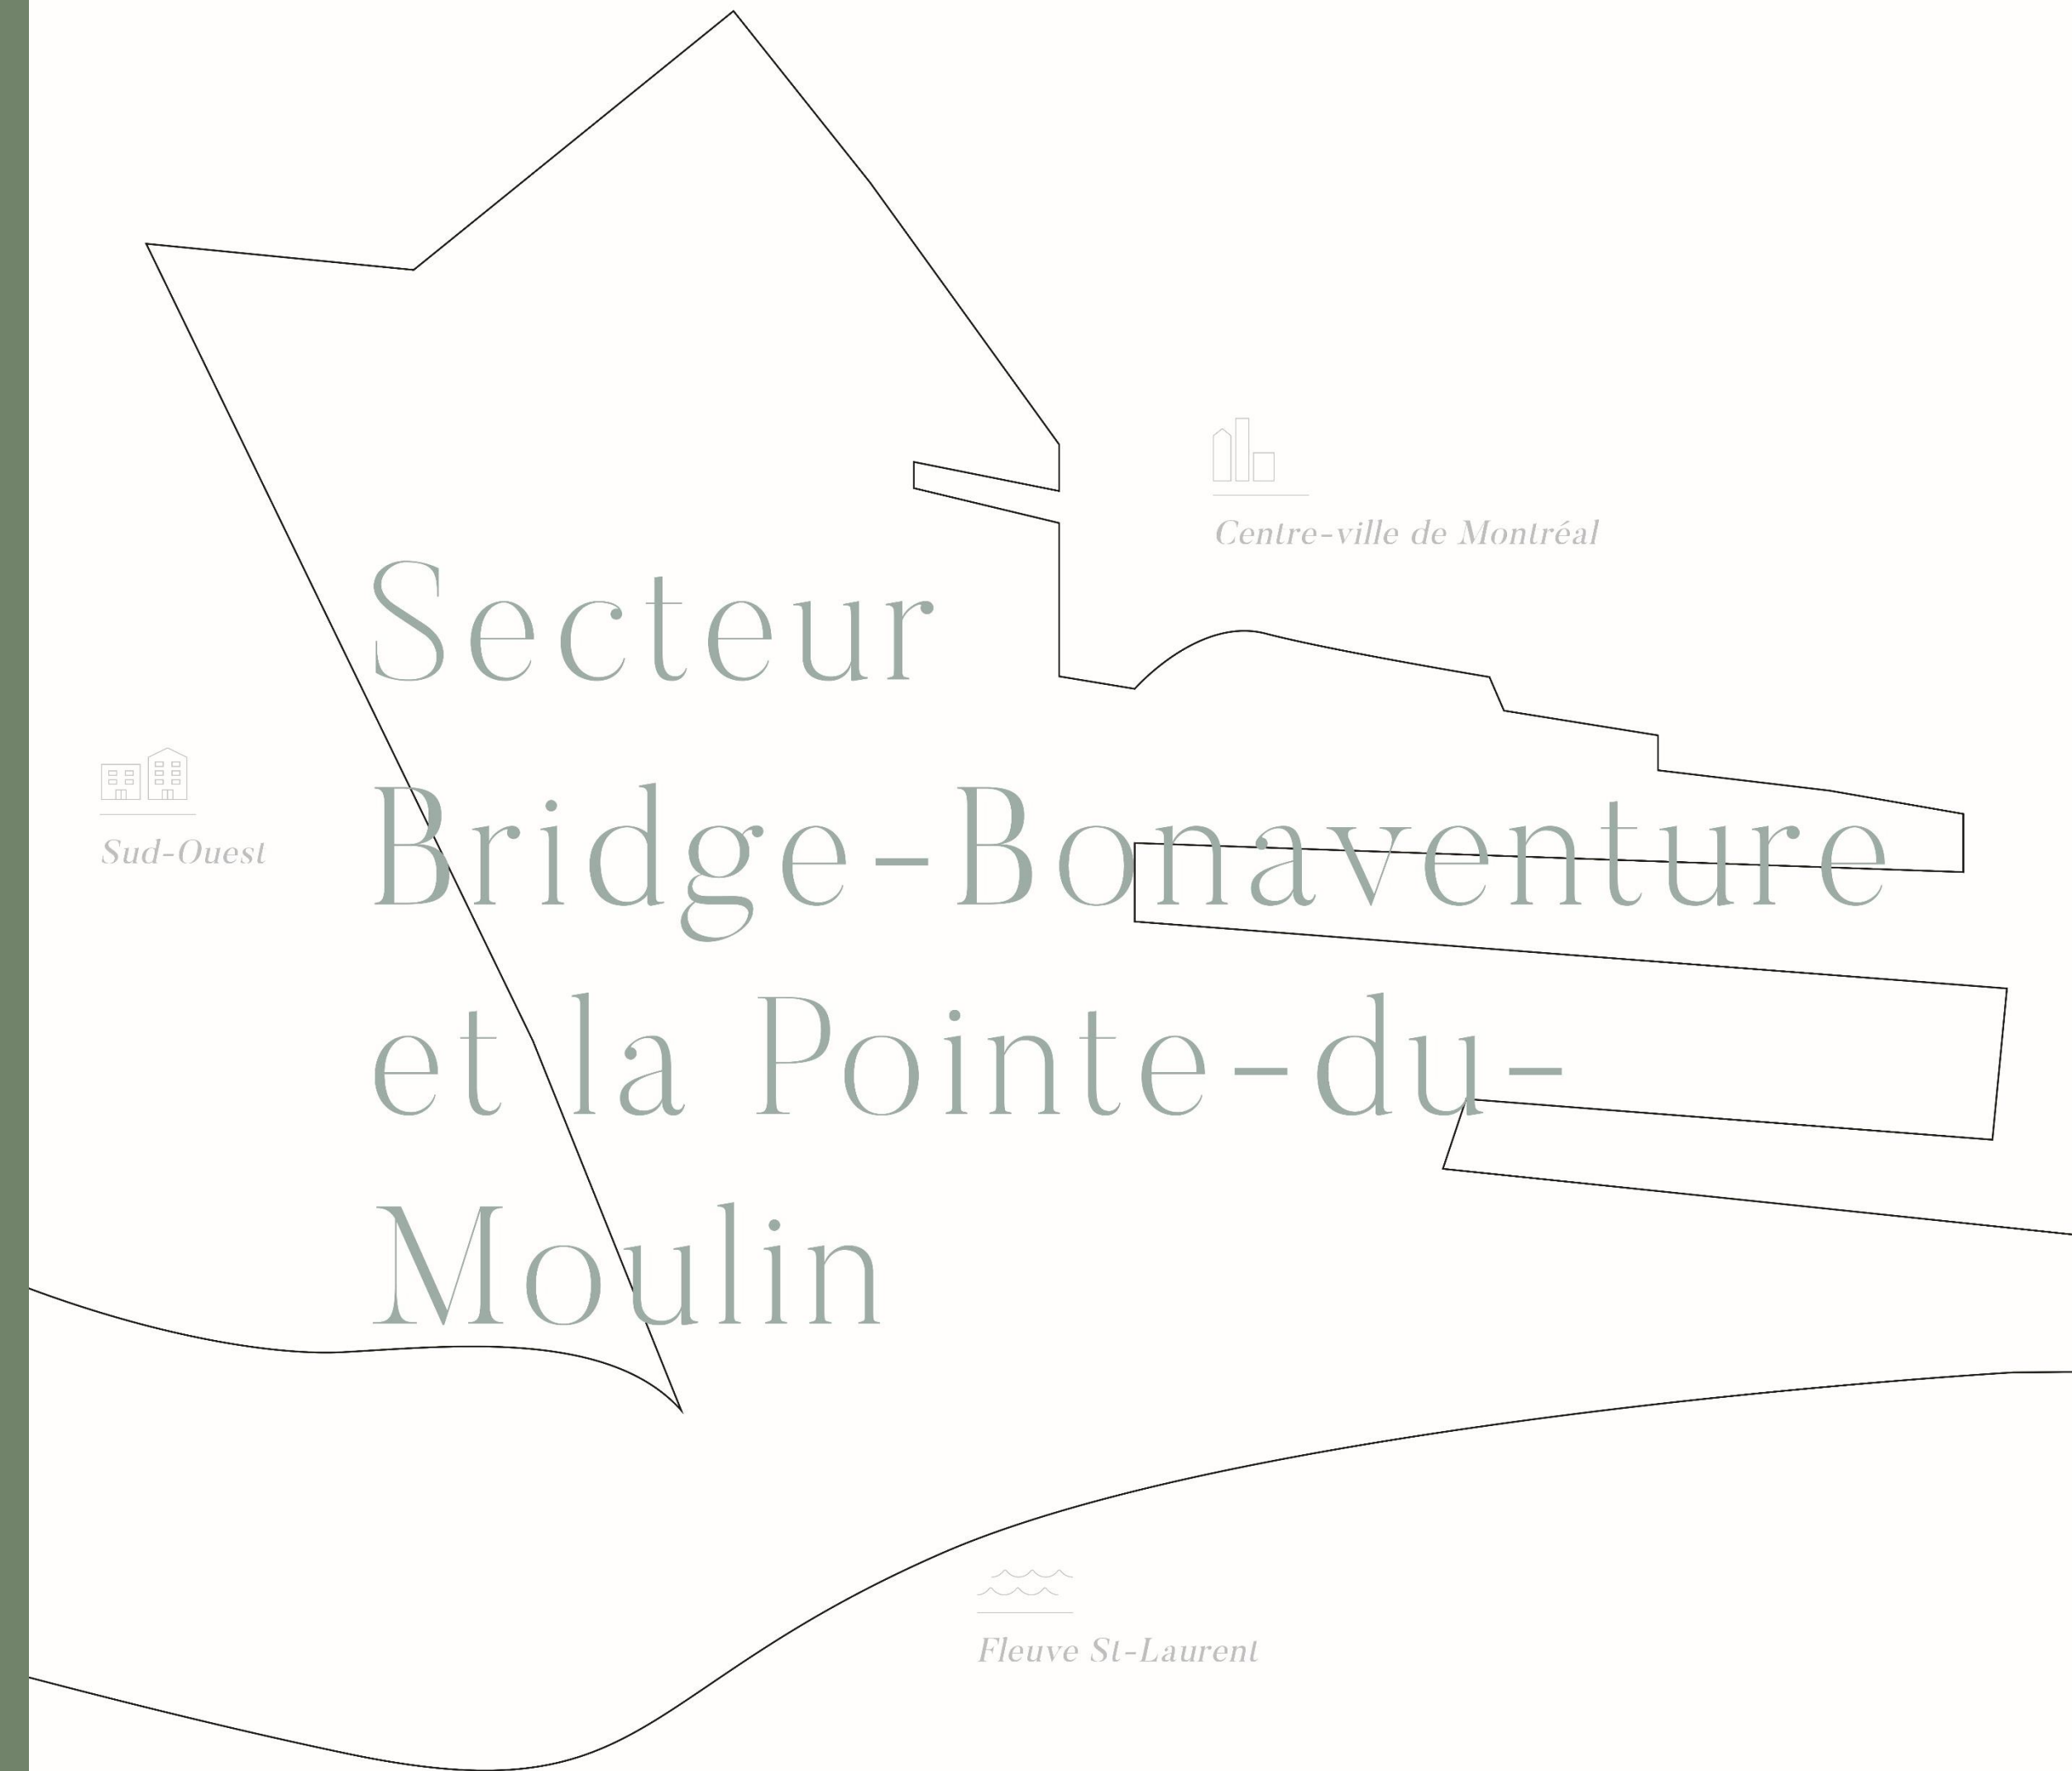 Centre-ville de Montréal
Secteur
Bridge-Bonaventure
et la Pointe-du-
Moulin
Sud-Ouest
Fleuve St-Laurent